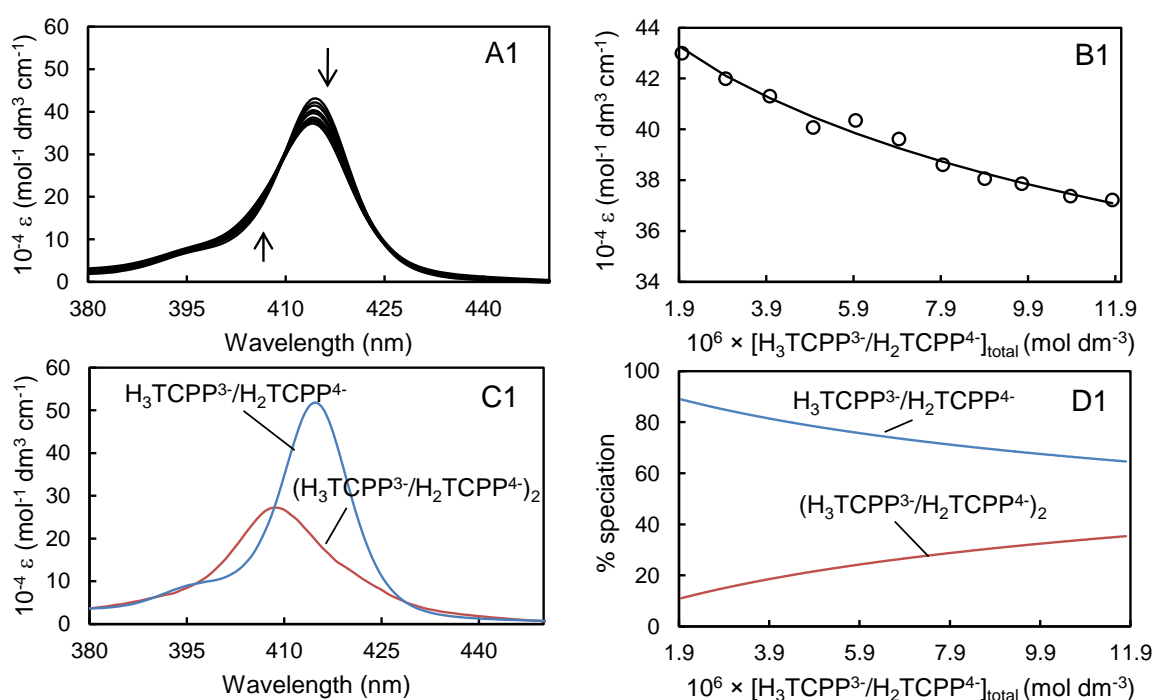 A1
10⁻⁴ ε (mol⁻¹ dm³ cm⁻¹)
60
50
40
30
20
10
0
380 395 410 425 440
Wavelength (nm)
B1
10⁻⁴ ε (mol⁻¹ dm³ cm⁻¹)
44
42
40
38
36
34
1.9 3.9 5.9 7.9 9.9 11.9
10⁶ × [H₃TCPP³⁻/H₂TCPP⁴⁻]total (mol dm⁻³)
C1
10⁻⁴ ε (mol⁻¹ dm³ cm⁻¹)
60
50
40
30
20
10
0
H₃TCPP³⁻/H₂TCPP⁴⁻
(H₃TCPP³⁻/H₂TCPP⁴⁻)₂
380 395 410 425 440
Wavelength (nm)
D1
% speciation
100
80
60
40
20
0
H₃TCPP³⁻/H₂TCPP⁴⁻
(H₃TCPP³⁻/H₂TCPP⁴⁻)₂
1.9 3.9 5.9 7.9 9.9 11.9
10⁶ × [H₃TCPP³⁻/H₂TCPP⁴⁻]total (mol dm⁻³)